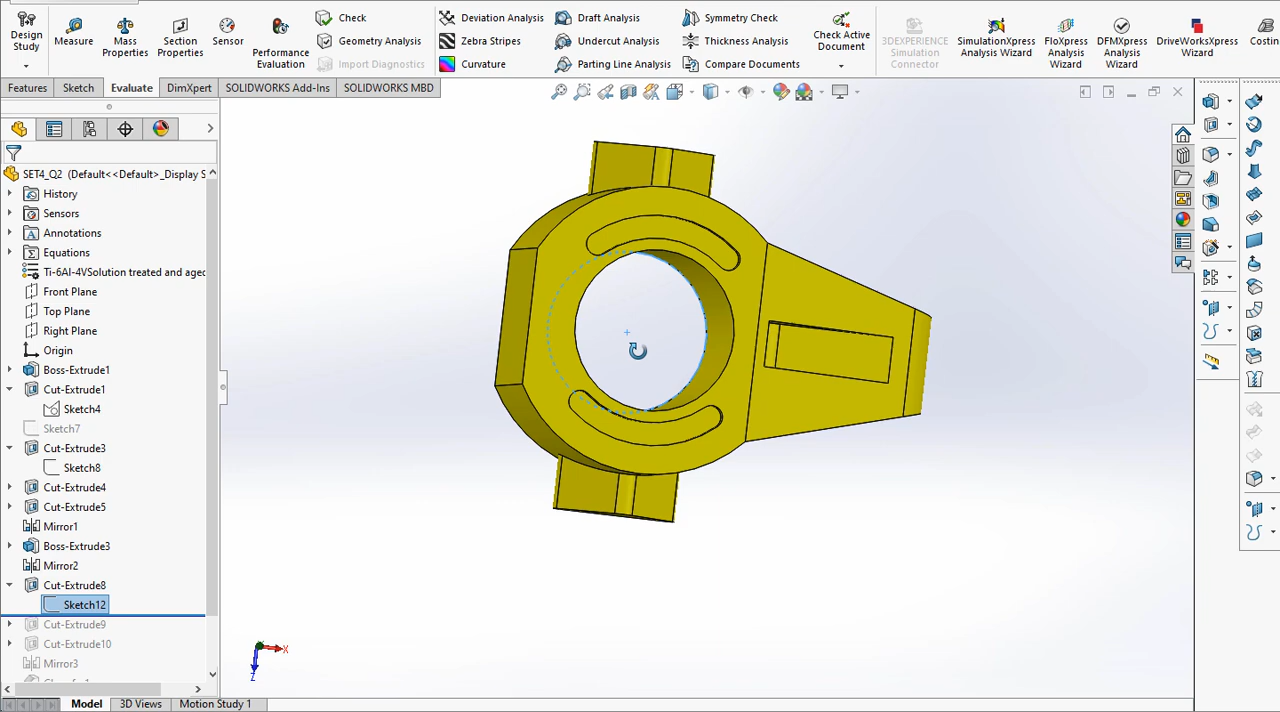 Design Study
Measure
Mass Properties
Section Properties
Sensor
Performance Evaluation
Check
Geometry Analysis
Import Diagnostics
Deviation Analysis
Zebra Stripes
Curvature
Draft Analysis
Undercut Analysis
Parting Line Analysis
Symmetry Check
Thickness Analysis
Compare Documents
Check Active Document
3DEXPERIENCE Simulation Connector
SimulationXpress Analysis Wizard
FloXpress Analysis Wizard
DFMXpress Analysis Wizard
DriveWorksXpress Wizard
Costin
Features
Sketch
Evaluate
DimXpert
SOLIDWORKS Add-Ins
SOLIDWORKS MBD
SET4_Q2 (Default<<Default>_Display S
History
Sensors
Annotations
Equations
Ti-6Al-4VSolution treated and aged
Front Plane
Top Plane
Right Plane
Origin
Boss-Extrude1
Cut-Extrude1
Sketch4
Sketch7
Cut-Extrude3
Sketch8
Cut-Extrude4
Cut-Extrude5
Mirror1
Boss-Extrude3
Mirror2
Cut-Extrude8
Sketch12
Cut-Extrude9
Cut-Extrude10
Mirror3
X
Z
Model
3D Views
Motion Study 1